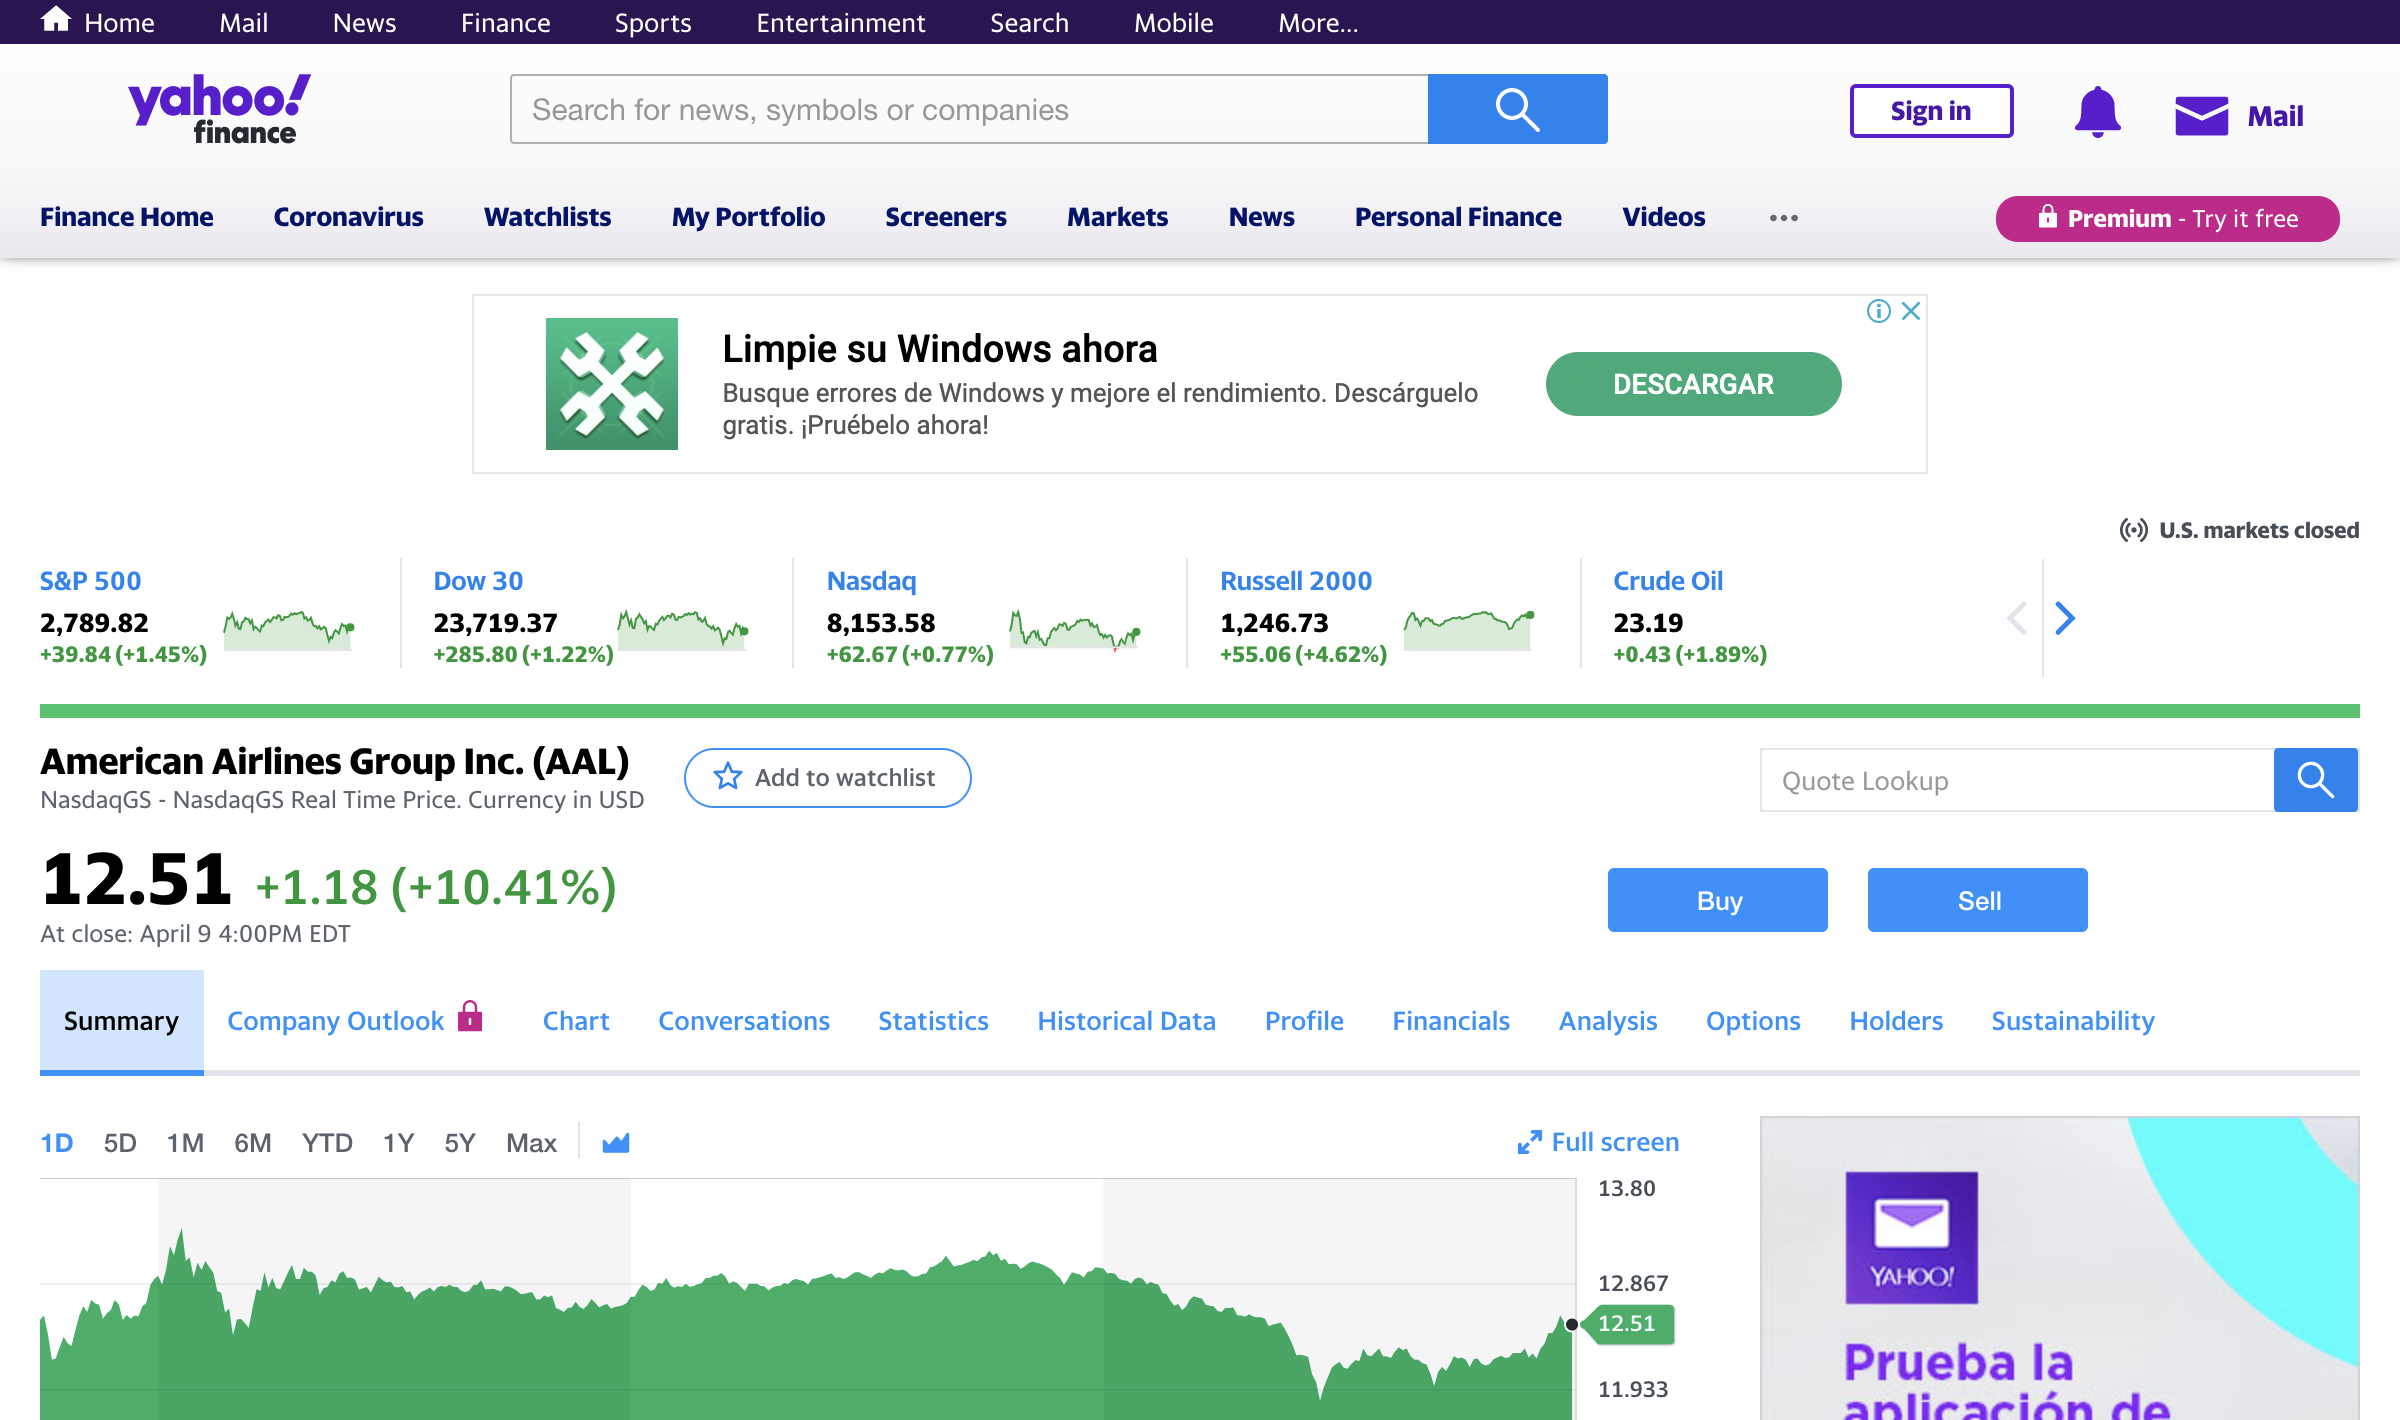 Home Mail News Finance Sports Entertainment Search Mobile More...
yahoo!
finance
Search for news, symbols or companies
Sign in
Mail
Finance Home Coronavirus Watchlists My Portfolio Screeners Markets News Personal Finance Videos
Premium - Try it free
Limpie su Windows ahora
Busque errores de Windows y mejore el rendimiento. Descárguelo
gratis. ¡Pruébelo ahora!
DESCARGAR
U.S. markets closed
S&P 500
2,789.82
+39.84 (+1.45%)
Dow 30
23,719.37
+285.80 (+1.22%)
Nasdaq
8,153.58
+62.67 (+0.77%)
Russell 2000
1,246.73
+55.06 (+4.62%)
Crude Oil
23.19
+0.43 (+1.89%)
American Airlines Group Inc. (AAL)
NasdaqGS - NasdaqGS Real Time Price. Currency in USD
Add to watchlist
Quote Lookup
12.51 +1.18 (+10.41%)
At close: April 9 4:00PM EDT
Buy
Sell
Summary Company Outlook Chart Conversations Statistics Historical Data Profile Financials Analysis Options Holders Sustainability
1D 5D 1M 6M YTD 1Y 5Y Max
Full screen
13.80
12.867
12.51
11.933
YAHOO!
Prueba la
aplicación de